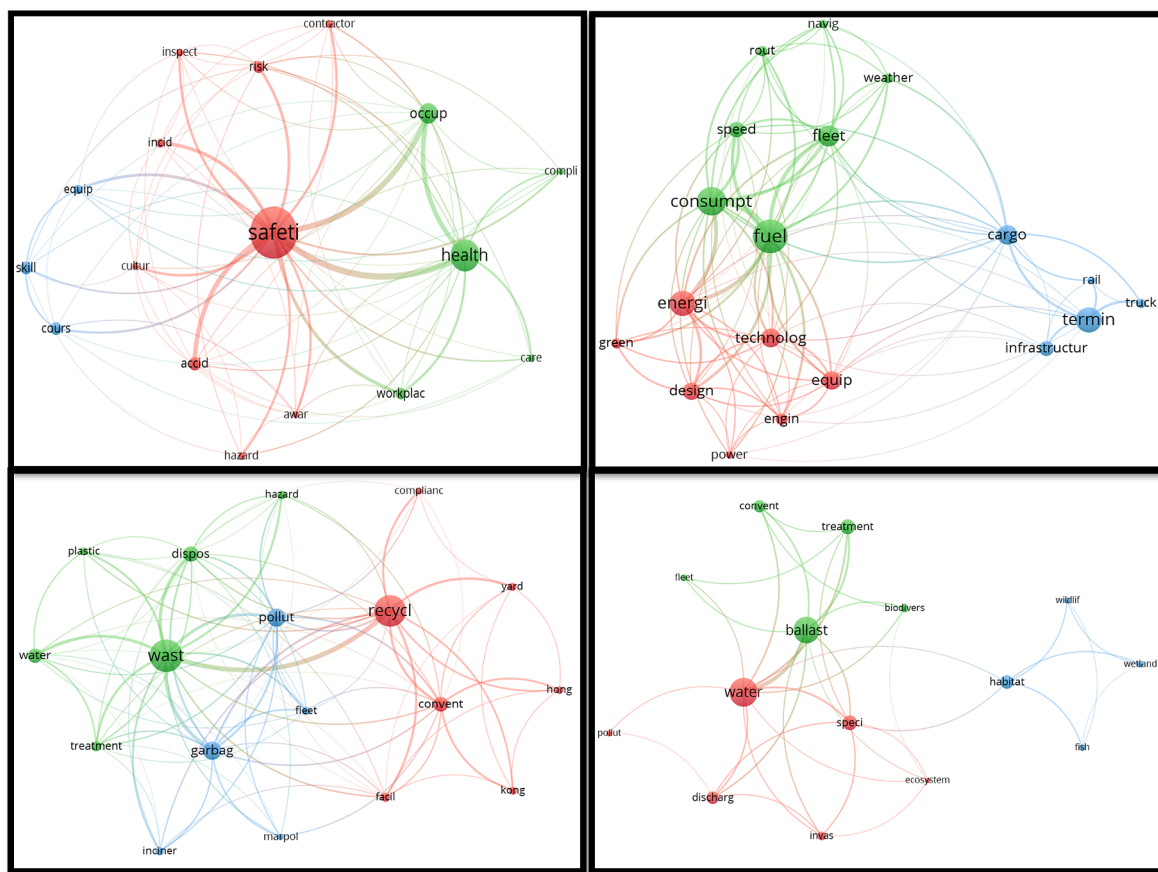 contractor
inspect
risk
occup
incid
compli
equip
safeti
health
cultur
skill
cours
accid
care
workplac
awar
hazard
navig
rout
weather
speed
fleet
consumpt
fuel
cargo
rail
energi
truck
termin
green
technolog
infrastructur
equip
design
engin
power
hazard
complianc
plastic
dispos
yard
recycl
pollut
water
wast
hong
convent
fleet
treatment
garbag
kong
facil
marpol
inciner
convent
treatment
fleet
wildlif
biodivers
ballast
wetland
habitat
water
speci
pollut
fish
ecosystem
discharg
invas